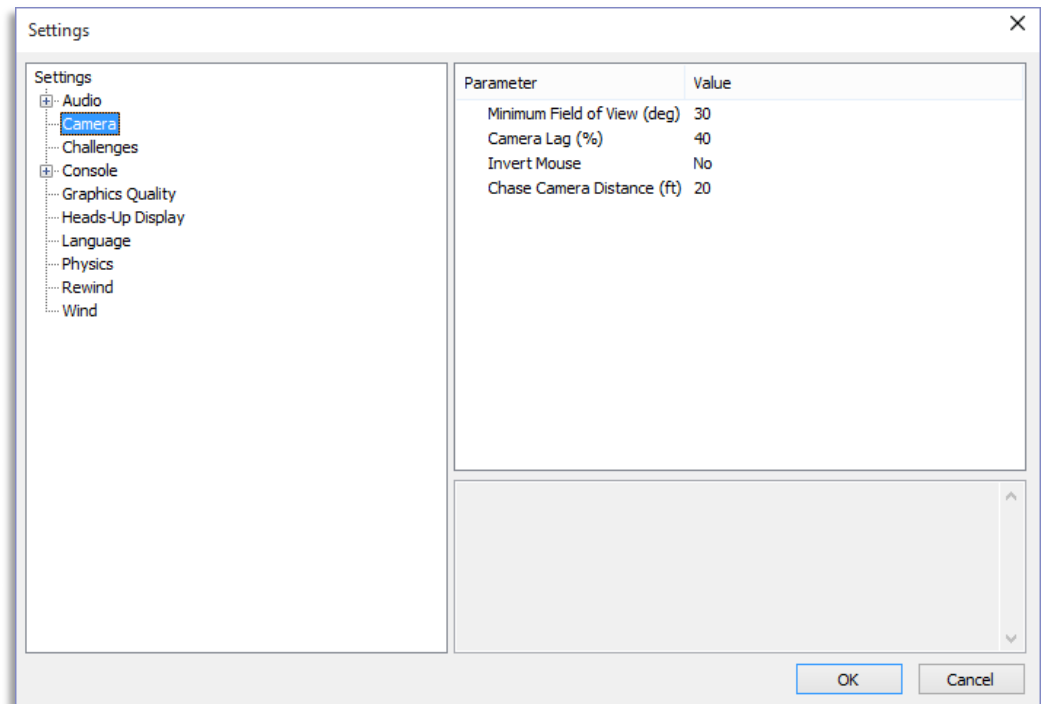 Settings
Settings
Audio
Camera
Challenges
Console
Graphics Quality
Heads-Up Display
Language
Physics
Rewind
Wind
Parameter Value
Minimum Field of View (deg) 30
Camera Lag (%) 40
Invert Mouse No
Chase Camera Distance (ft) 20
OK Cancel